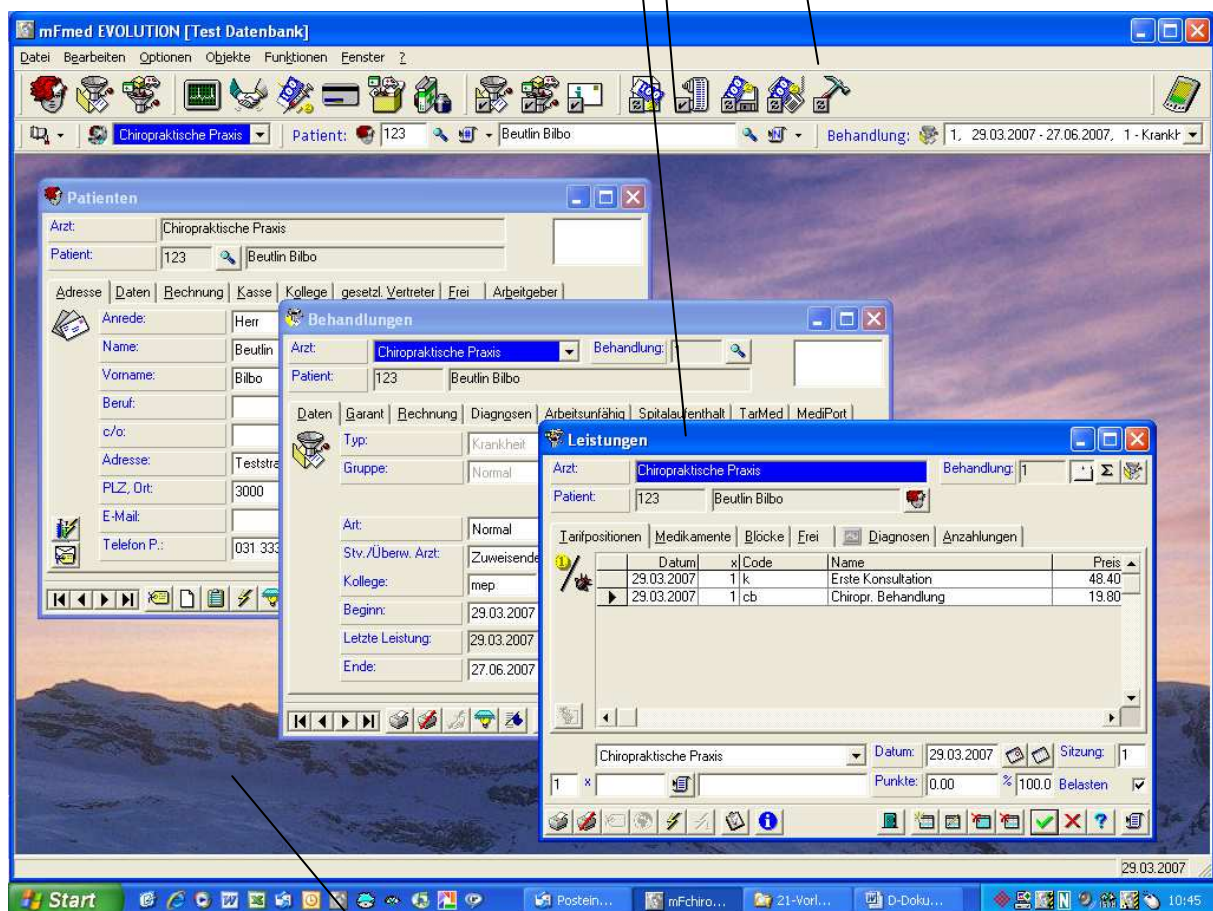 mFmed EVOLUTION [Test Datenbank]
Datei Bearbeiten Optionen Objekte Funktionen Fenster ?
Chiropraktische Praxis Patient: 123 Beutlin Bilbo Behandlung: 1, 29.03.2007 - 27.06.2007, 1 - Krankh
Patienten
Arzt: Chiropraktische Praxis
Patient: 123 Beutlin Bilbo
Adresse Daten Rechnung Kasse Kollege gesetzl. Vertreter Frei Arbeitgeber
Anrede: Herr
Name: Beutlin
Vorname: Bilbo
Beruf:
c/o:
Adresse: Teststra
PLZ, Ort: 3000
E-Mail:
Telefon P.: 031 333
Behandlungen
Arzt: Chiropraktische Praxis Behandlung: 1
Patient: 123 Beutlin Bilbo
Daten Garant Rechnung Diagnosen Arbeitsunfähig Spitalaufenthalt TarMed MediPort
Typ: Krankheit
Gruppe: Normal
Art: Normal
Stv./Überw. Arzt: Zuweisende
Kollege: mep
Beginn: 29.03.2007
Letzte Leistung: 29.03.2007
Ende: 27.06.2007
Leistungen
Arzt: Chiropraktische Praxis Behandlung: 1
Patient: 123 Beutlin Bilbo
Tarifpositionen Medikamente Blöcke Frei Diagnosen Anzahlungen
Datum x Code Name Preis
29.03.2007 1 k Erste Konsultation 48.40
29.03.2007 1 cb Chiropr. Behandlung 19.80
Chiropraktische Praxis Datum: 29.03.2007 Sitzung: 1
1 x Punkte: 0.00 % 100.0 Belasten
29.03.2007
Start Postein... mFchiro... 21-Vorl... D-Doku... 10:45